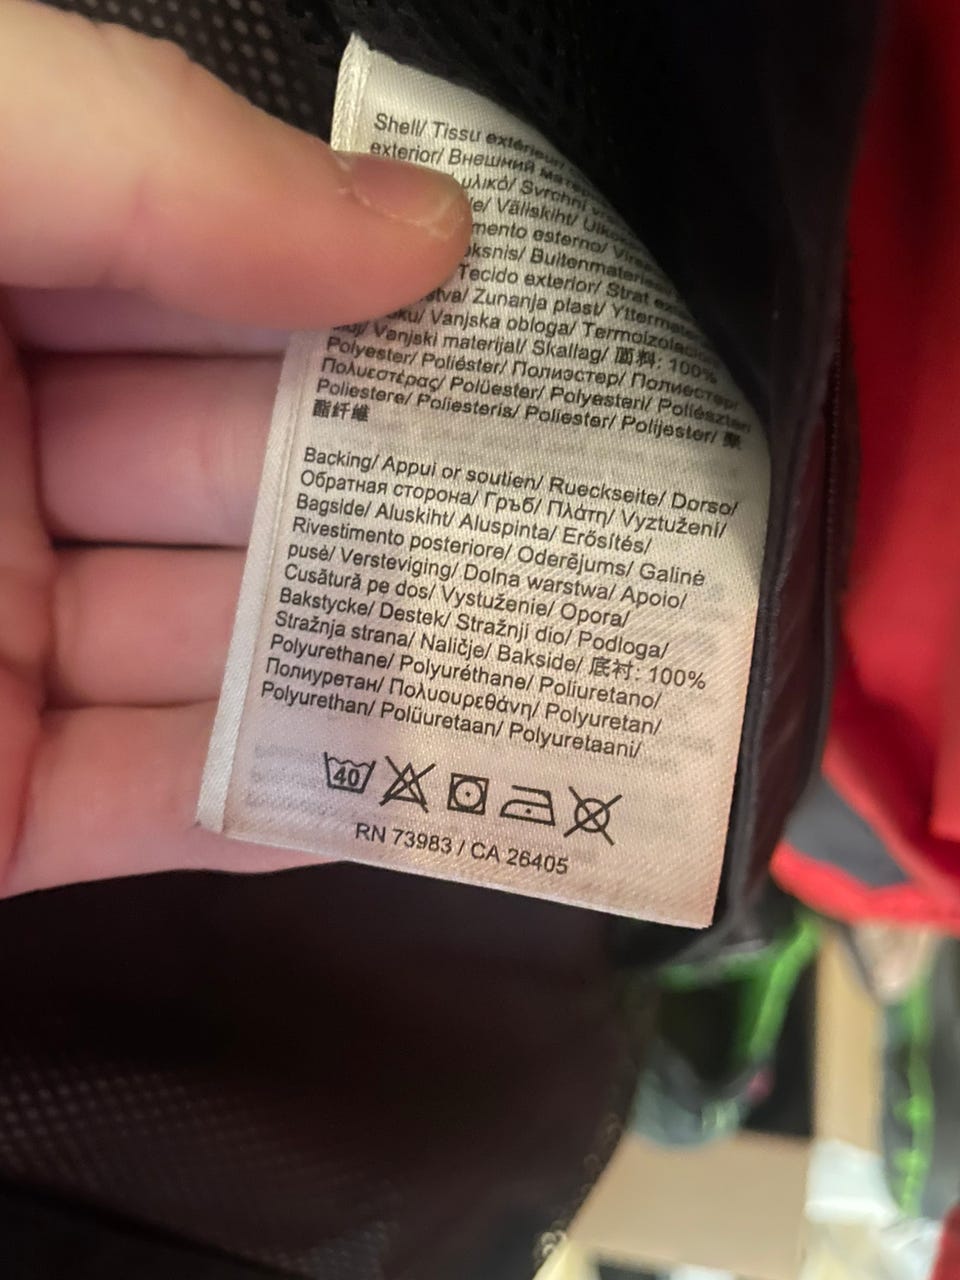 Shell/ Tissu extérieur/
exterior/ Внешний
Svrchni
Väliskiht/
esterno/
Buitenmateriaal
Tecido exterior/ Strat
Zunanja plast/
Vanjska obloga/ Termoizolacion
Vanjski materijal/ Skallag/ 面料: 100%
Polyester/ Poliéster/ Полиэстер/ Полиестер/
Πολυεστέρας/ Polüester/ Polyesteri/ Poliészter/
Poliestere/ Poliesteris/ Poliester/ Polijester/ 聚
酯纤维
Backing/ Appui or soutien/ Rueckseite/ Dorso/
Обратная сторона/ Гръб/ Πλάτη/ Vyztužení/
Bagside/ Aluskiht/ Aluspinta/ Erősítés/
Rivestimento posteriore/ Oderējums/ Galinė
pusė/ Versteviging/ Dolna warstwa/ Apoio/
Cusătură pe dos/ Vystuženie/ Opora/
Bakstycke/ Destek/ Stražnji dio/ Podloga/
Stražnja strana/ Naličje/ Bakside/ 底衬: 100%
Polyurethane/ Polyuréthane/ Poliuretano/
Полиуретан/ Πολυουρεθάνη/ Polyuretan/
Polyurethan/ Polüuretaan/ Polyuretaani/
40
RN 73983 / CA 26405